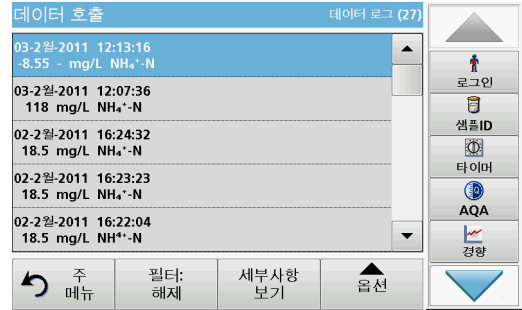 데이터 호출 데이터 로그 (27)
03-2월-2011 12:13:16
-8.55 - mg/L NH₄⁺-N
03-2월-2011 12:07:36
118 mg/L NH₄⁺-N
02-2월-2011 16:24:32
18.5 mg/L NH₄⁺-N
02-2월-2011 16:23:23
18.5 mg/L NH₄⁺-N
02-2월-2011 16:22:04
18.5 mg/L NH⁴⁺-N
로그인
샘플ID
타이머
AQA
경향
주
메뉴
필터:
해제
세부사항
보기
옵션